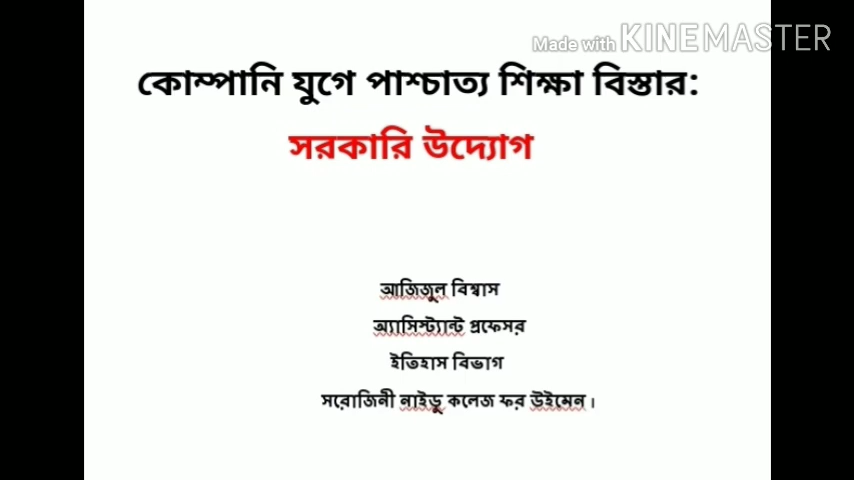 Made with KINEMASTER
কোম্পানি যুগে পাশ্চাত্য শিক্ষা বিস্তার:
সরকারি উদ্যোগ
আজিজুল বিশ্বাস
অ্যাসিস্ট্যান্ট প্রফেসর
ইতিহাস বিভাগ
সরোজিনী নাইডু কলেজ ফর উইমেন।